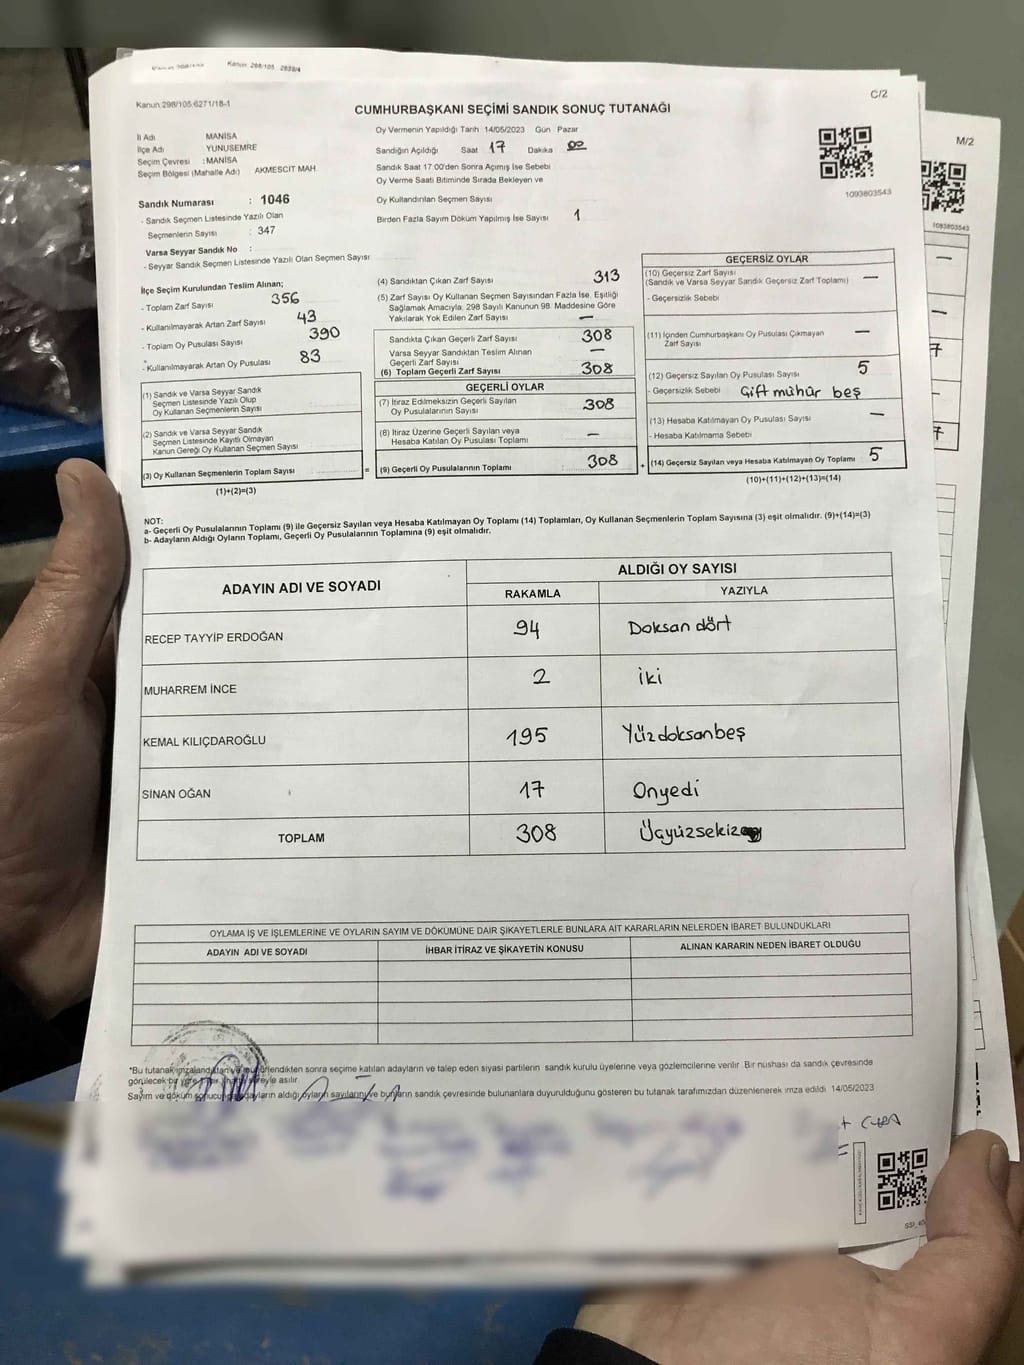 Kanun: 298/105 2839/4
Kanun:298/105:6271/18-1
C/2
CUMHURBAŞKANI SEÇİMİ SANDIK SONUÇ TUTANAĞI
M/2
İl Adı MANİSA
İlçe Adı YUNUSEMRE
Seçim Çevresi : MANİSA
Seçim Bölgesi (Mahalle Adı) AKMESCİT MAH
Sandık Numarası : 1046
- Sandık Seçmen Listesinde Yazılı Olan
Seçmenlerin Sayısı : 347
Varsa Seyyar Sandık No :
- Seyyar Sandık Seçmen Listesinde Yazılı Olan Seçmen Sayısı
Oy Vermenin Yapıldığı Tarih 14/05/2023 Gün Pazar
Sandığın Açıldığı Saat 17 Dakika 00
Sandık Saat 17.00'den Sonra Açımış İse Sebebi
Oy Verme Saati Bitiminde Sırada Bekleyen ve
Oy Kullandırılan Seçmen Sayısı
Birden Fazla Sayım Döküm Yapılmış İse Sayısı 1
1093803543
1093803543
İlçe Seçim Kurulundan Teslim Alınan;
- Toplam Zarf Sayısı 356
- Kullanılmayarak Artan Zarf Sayısı 43
- Toplam Oy Pusulası Sayısı 390
- Kullanılmayarak Artan Oy Pusulası 83
(1) Sandık ve Varsa Seyyar Sandık
Seçmen Listesinde Yazılı Olup
Oy Kullanan Seçmenlerin Sayısı
(2) Sandık ve Varsa Seyyar Sandık
Seçmen Listesinde Kayıtlı Olmayan
Kanun Gereği Oy Kullanan Seçmen Sayısı
(3) Oy Kullanan Seçmenlerin Toplam Sayısı =
(1)+(2)=(3)
(4) Sandıktan Çıkan Zarf Sayısı 313
(5) Zarf Sayısı Oy Kullanan Seçmen Sayısından Fazla İse, Eşitliği
Sağlamak Amacıyla, 298 Sayılı Kanunun 98. Maddesine Göre
Yakılarak Yok Edilen Zarf Sayısı —
Sandıkta Çıkan Geçerli Zarf Sayısı 308
Varsa Seyyar Sandıktan Teslim Alınan
Geçerli Zarf Sayısı —
(6) Toplam Geçerli Zarf Sayısı 308
GEÇERLİ OYLAR
(7) İtiraz Edilmeksizin Geçerli Sayılan
Oy Pusulalarının Sayısı 308
(8) İtiraz Üzerine Geçerli Sayılan veya
Hesaba Katılan Oy Pusulası Toplamı —
(9) Geçerli Oy Pusulalarının Toplamı 308 +
GEÇERSİZ OYLAR
(10) Geçersiz Zarf Sayısı
(Sandık ve Varsa Seyyar Sandık Geçersiz Zarf Toplamı) —
- Geçersizlik Sebebi
(11) İçinden Cumhurbaşkanı Oy Pusulası Çıkmayan
Zarf Sayısı —
(12) Geçersiz Sayılan Oy Pusulası Sayısı 5
- Geçersizlik Sebebi Çift mühür beş
(13) Hesaba Katılmayan Oy Pusulası Sayısı —
- Hesaba Katılmama Sebebi
(14) Geçersiz Sayılan veya Hesaba Katılmayan Oy Toplamı 5
(10)+(11)+(12)+(13)=(14)
NOT:
a- Geçerli Oy Pusulalarının Toplamı (9) ile Geçersiz Sayılan veya Hesaba Katılmayan Oy Toplamı (14) Toplamları, Oy Kullanan Seçmenlerin Toplam Sayısına (3) eşit olmalıdır. (9)+(14)=(3)
b- Adayların Aldığı Oyların Toplamı, Geçerli Oy Pusulalarının Toplamına (9) eşit olmalıdır.
ADAYIN ADI VE SOYADI ALDIĞI OY SAYISI
RAKAMLA YAZIYLA
RECEP TAYYİP ERDOĞAN 94 Doksan dört
MUHARREM İNCE 2 iki
KEMAL KILIÇDAROĞLU 195 Yüzdoksanbeş
SİNAN OĞAN 17 Onyedi
TOPLAM 308 Üçyüzsekiz
OYLAMA İŞ VE İŞLEMLERİNE VE OYLARIN SAYIM VE DÖKÜMÜNE DAİR ŞİKAYETLERLE BUNLARA AİT KARARLARIN NELERDEN İBARET BULUNDUKLARI
ADAYIN ADI VE SOYADI İHBAR İTİRAZ VE ŞİKAYETİN KONUSU ALINAN KARARIN NEDEN İBARET OLDUĞU
*Bu tutanak imzalandıktan ve mühürlendikten sonra seçime katılan adayların ve talep eden siyasi partilerin sandık kurulu üyelerine veya gözlemcilerine verilir. Bir nüshası da sandık çevresinde
görülecek bir yere süreyle asılır.
Sayım ve döküm sonucu adayların aldığı oyların sayılarını ve bunların sandık çevresinde bulunanlara duyurulduğunu gösteren bu tutanak tarafımızdan düzenlenerek imza edildi 14/05/2023